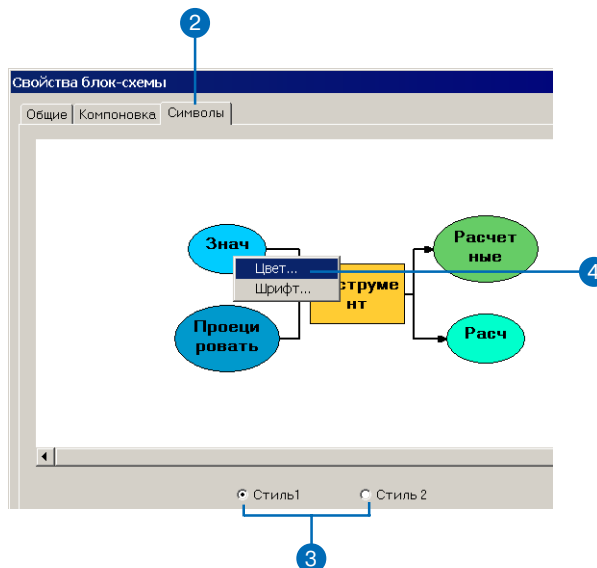 2
Свойства блок-схемы
Общие Компоновка Символы
Знач
Расчет
ные
Цвет...
4
Шрифт...
струме
нт
Проеци
ровать
Расч
Стиль1 Стиль 2
3